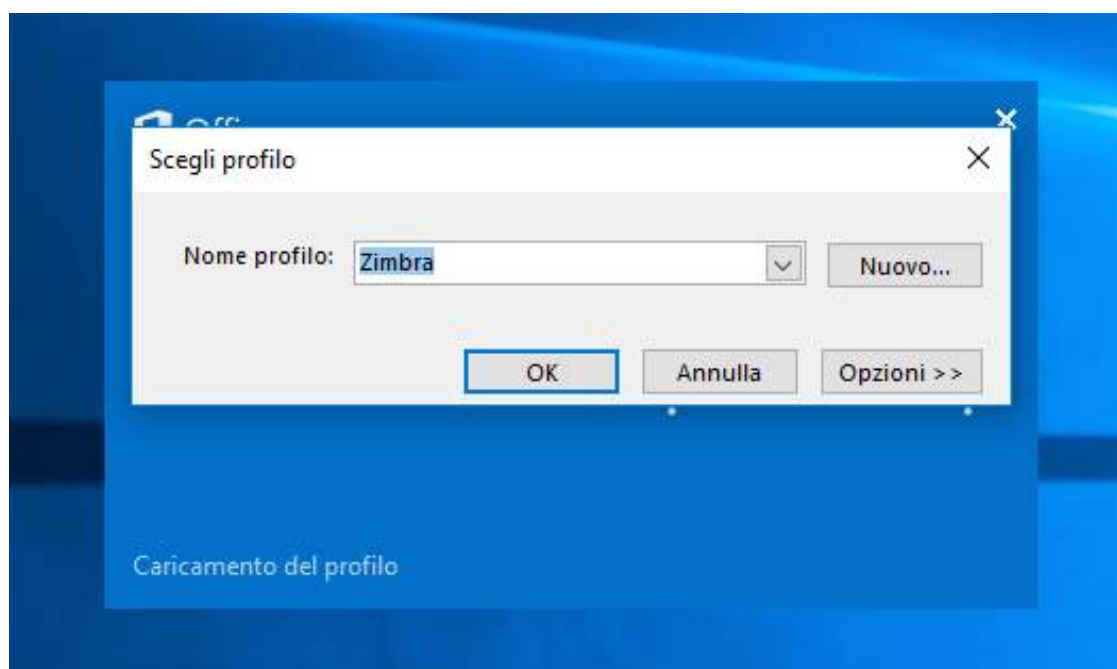 Scegli profilo
Nome profilo: Zimbra Nuovo...
OK Annulla Opzioni >>
Caricamento del profilo